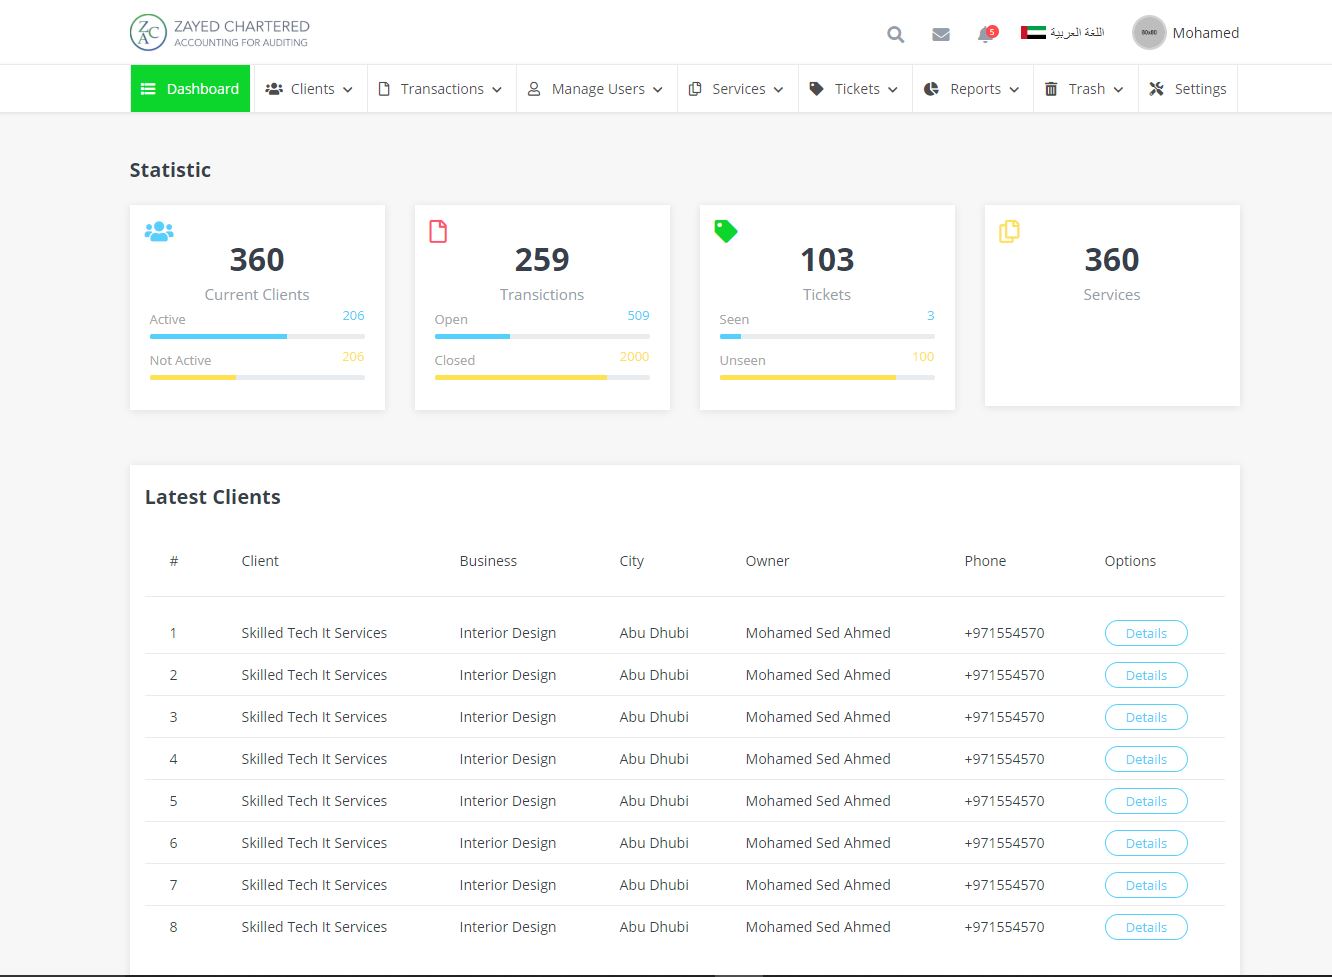 ZAC
ZAYED CHARTERED
ACCOUNTING FOR AUDITING
5
اللغة العربية
80x80
Mohamed
Dashboard
Clients
Transactions
Manage Users
Services
Tickets
Reports
Trash
Settings
Statistic
360
Current Clients
Active 206
Not Active 206
259
Transictions
Open 509
Closed 2000
103
Tickets
Seen 3
Unseen 100
360
Services
Latest Clients
# Client Business City Owner Phone Options
1 Skilled Tech It Services Interior Design Abu Dhubi Mohamed Sed Ahmed +971554570 Details
2 Skilled Tech It Services Interior Design Abu Dhubi Mohamed Sed Ahmed +971554570 Details
3 Skilled Tech It Services Interior Design Abu Dhubi Mohamed Sed Ahmed +971554570 Details
4 Skilled Tech It Services Interior Design Abu Dhubi Mohamed Sed Ahmed +971554570 Details
5 Skilled Tech It Services Interior Design Abu Dhubi Mohamed Sed Ahmed +971554570 Details
6 Skilled Tech It Services Interior Design Abu Dhubi Mohamed Sed Ahmed +971554570 Details
7 Skilled Tech It Services Interior Design Abu Dhubi Mohamed Sed Ahmed +971554570 Details
8 Skilled Tech It Services Interior Design Abu Dhubi Mohamed Sed Ahmed +971554570 Details